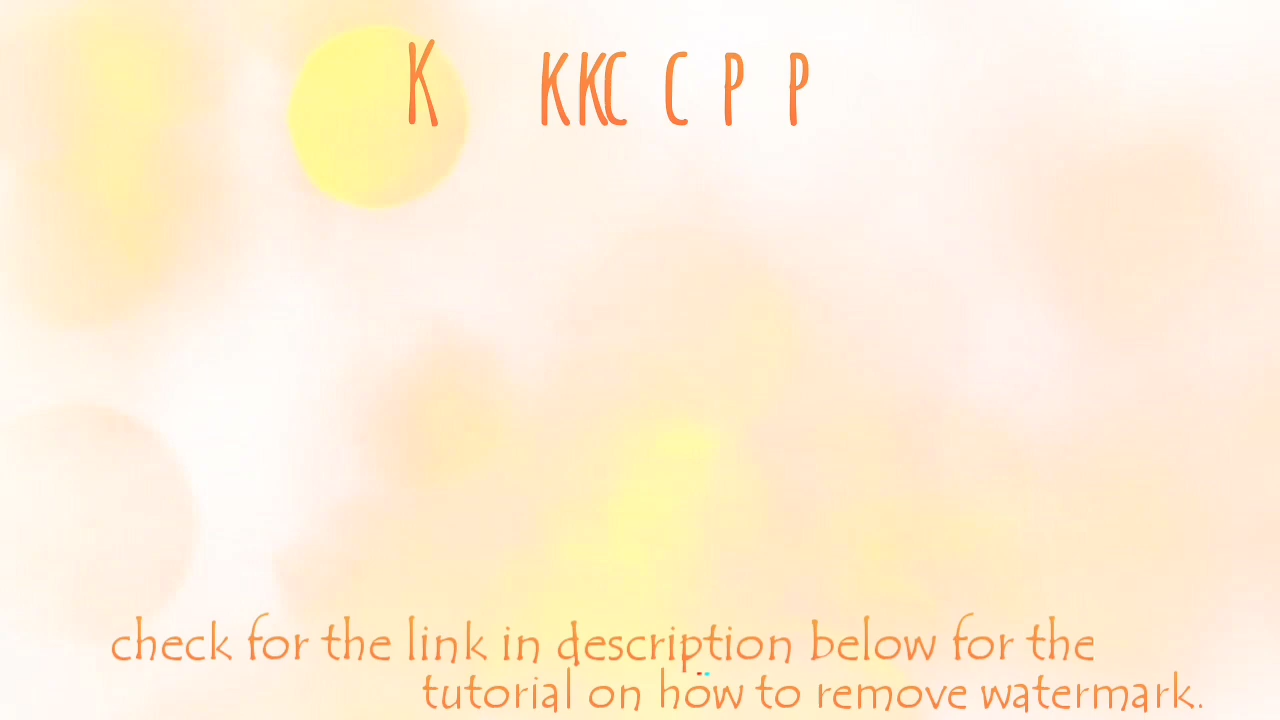 K KKC C P P
check for the link in description below for the
tutorial on how to remove watermark.